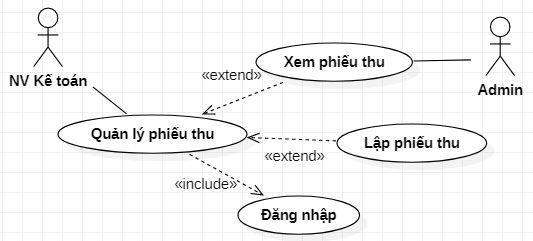 Xem phiếu thu
«extend»
NV Kế toán
Admin
Quản lý phiếu thu
Lập phiếu thu
«extend»
«include»
Đăng nhập